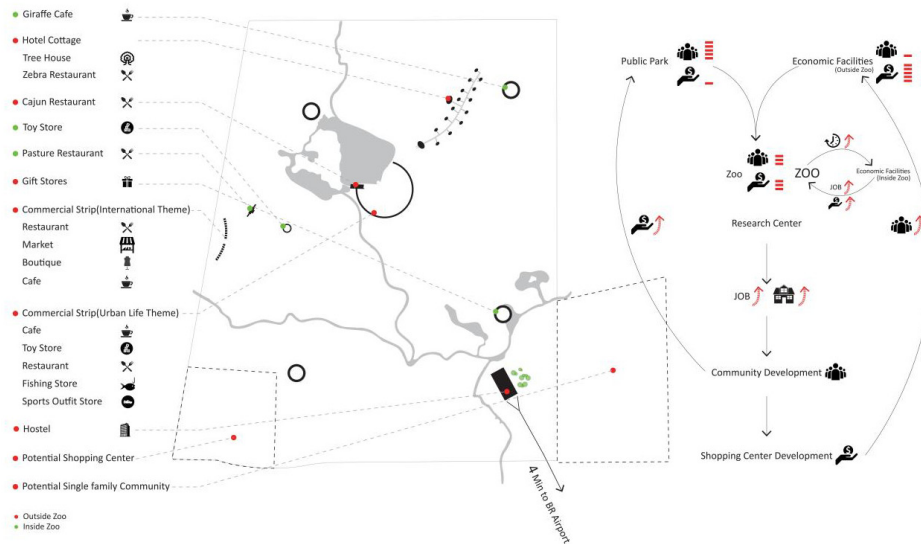 Giraffe Cafe
Hotel Cottage
Tree House
Zebra Restaurant
Cajun Restaurant
Toy Store
Pasture Restaurant
Gift Stores
Commercial Strip(International Theme)
Restaurant
Market
Boutique
Cafe
Commercial Strip(Urban Life Theme)
Cafe
Toy Store
Restaurant
Fishing Store
Sports Outfit Store
Hostel
Potential Shopping Center
Potential Single family Community
Outside Zoo
Inside Zoo
4 Min to BR Airport
Public Park
Economic Facilities
(Outside Zoo)
Zoo
ZOO
Economic Facilities
(Inside Zoo)
JOB
Research Center
JOB
Community Development
Shopping Center Development